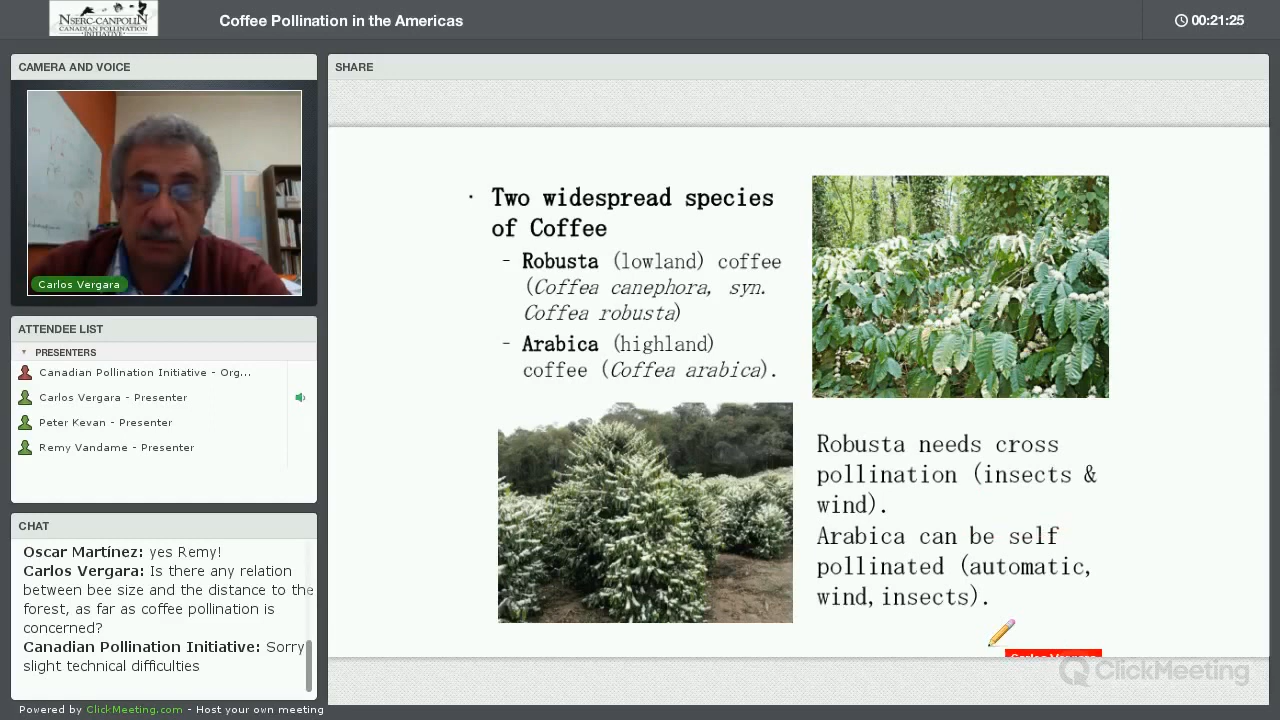 NSERC-CANPOLIN
CANADIAN POLLINATION
INITIATIVE
Coffee Pollination in the Americas
00:21:25
CAMERA AND VOICE
Carlos Vergara
ATTENDEE LIST
PRESENTERS
Canadian Pollination Initiative - Org...
Carlos Vergara - Presenter
Peter Kevan - Presenter
Remy Vandame - Presenter
CHAT
Oscar Martínez: yes Remy!
Carlos Vergara: Is there any relation
between bee size and the distance to the
forest, as far as coffee pollination is
concerned?
Canadian Pollination Initiative: Sorry
slight technical difficulties
Powered by ClickMeeting.com - Host your own meeting
SHARE
· Two widespread species
of Coffee
- Robusta (lowland) coffee
(Coffea canephora, syn.
Coffea robusta)
- Arabica (highland)
coffee (Coffea arabica).
Robusta needs cross
pollination (insects &
wind).
Arabica can be self
pollinated (automatic,
wind, insects).
Carlos Vergara
ClickMeeting